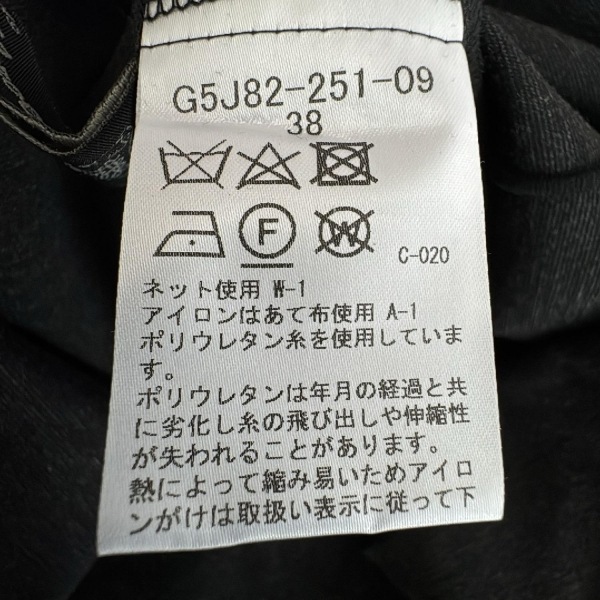 G5J82-251-09
38
F
W
C-020
ネット使用 W-1
アイロンはあて布使用 A-1
ポリウレタン糸を使用していま
す。
ポリウレタンは年月の経過と共
に劣化し糸の飛び出しや伸縮性
が失われることがあります。
熱によって縮み易いためアイロ
ンがけは取扱い表示に従って下